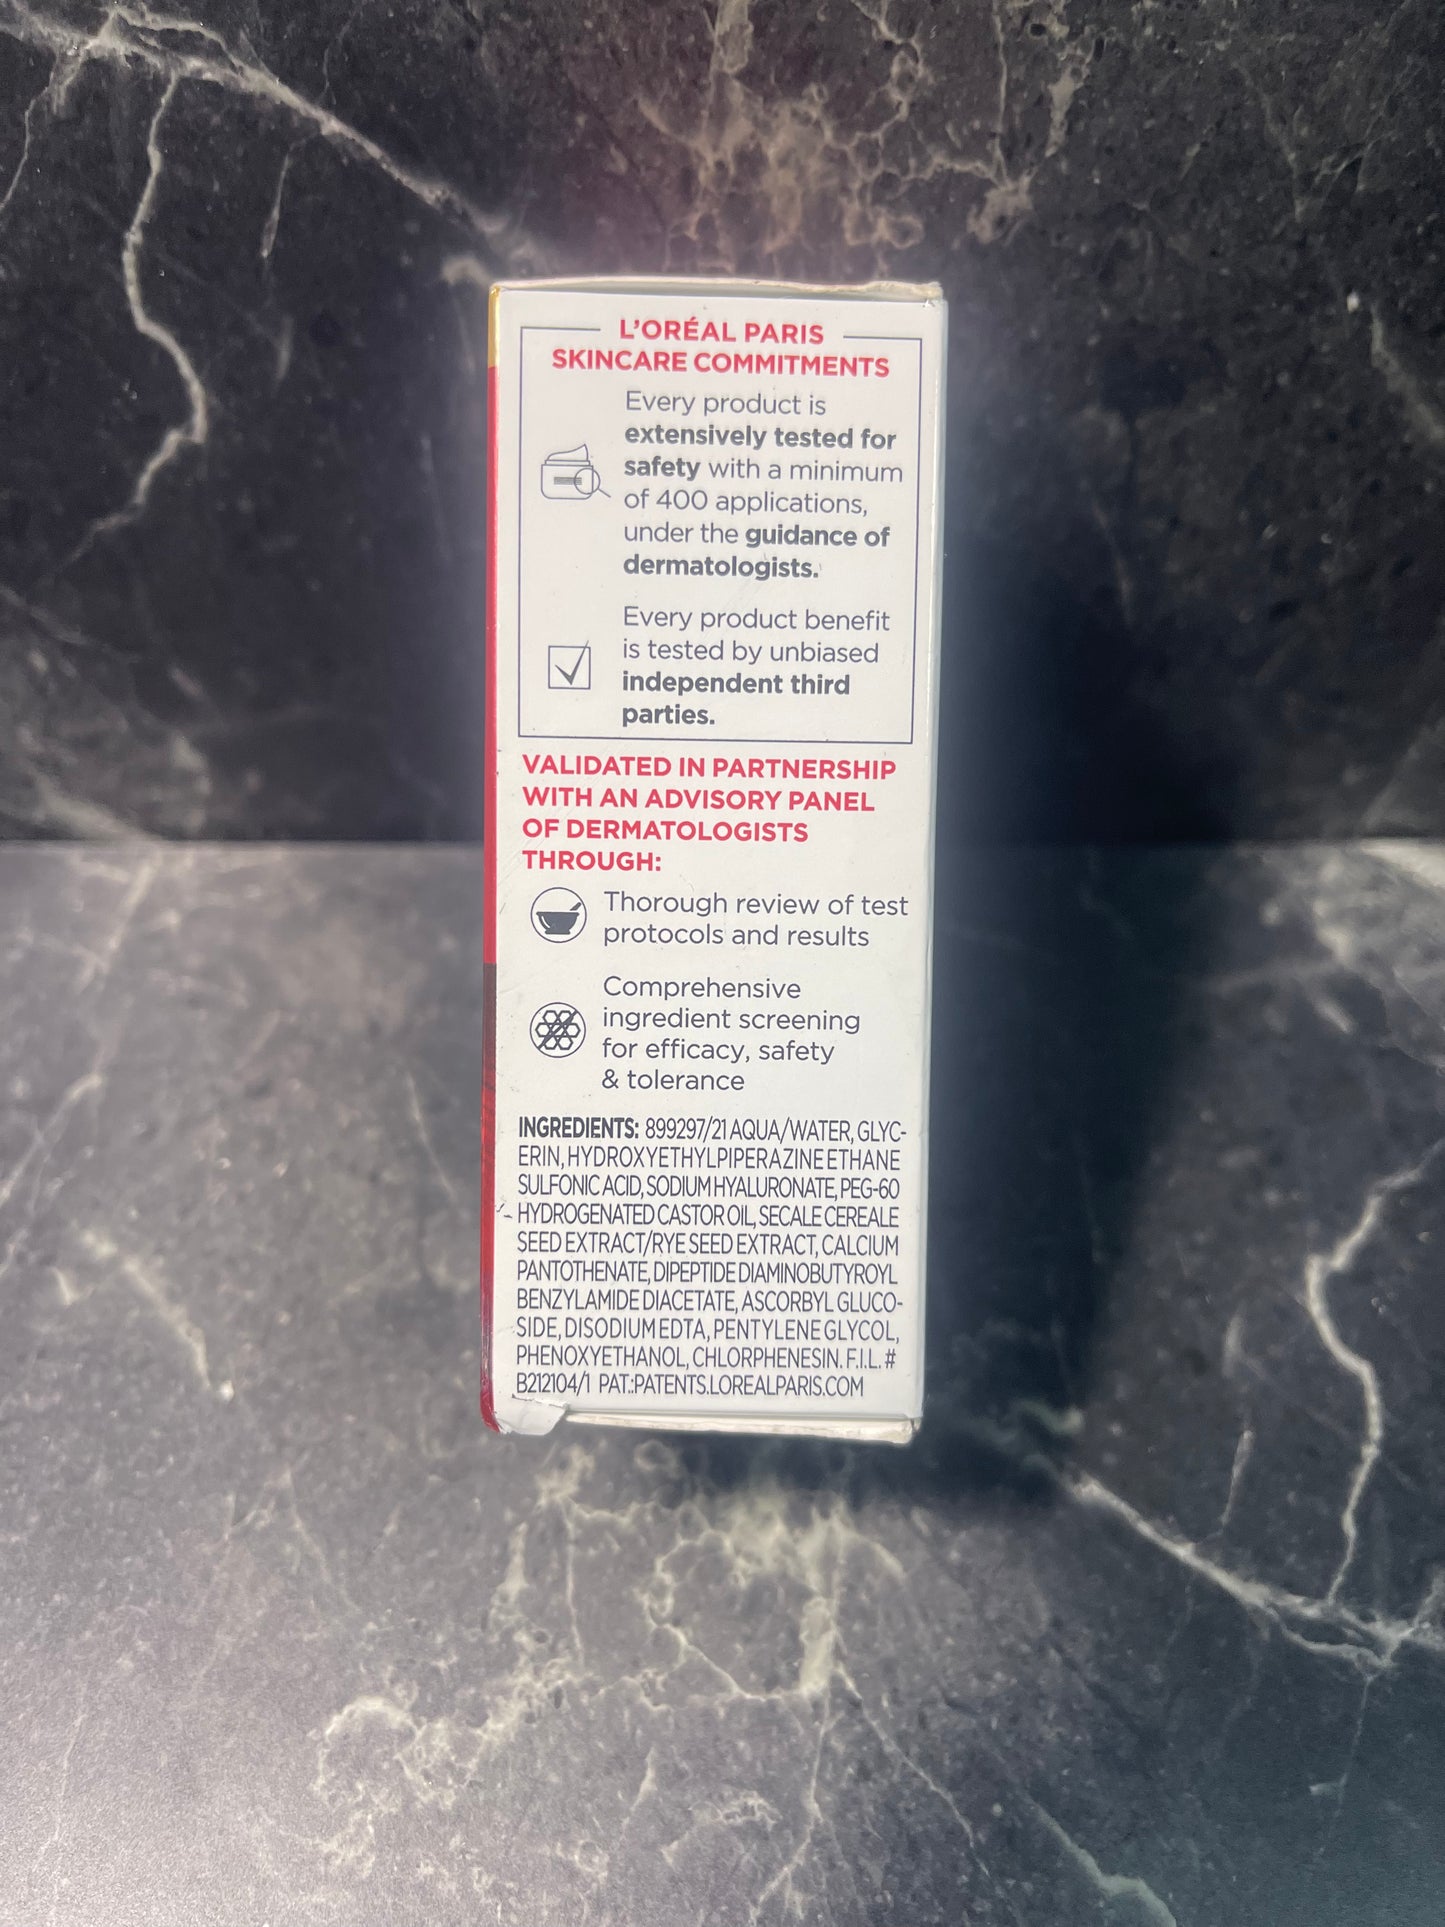 L'ORÉAL PARIS
SKINCARE COMMITMENTS
Every product is
extensively tested for
safety with a minimum
of 400 applications,
under the guidance of
dermatologists.
Every product benefit
is tested by unbiased
independent third
parties.
VALIDATED IN PARTNERSHIP
WITH AN ADVISORY PANEL
OF DERMATOLOGISTS
THROUGH:
Thorough review of test
protocols and results
Comprehensive
ingredient screening
for efficacy, safety
& tolerance
INGREDIENTS: 899297/21 AQUA/WATER, GLYC-
ERIN, HYDROXYETHYLPIPERAZINE ETHANE
SULFONIC ACID, SODIUM HYALURONATE, PEG-60
HYDROGENATED CASTOR OIL, SECALE CEREALE
SEED EXTRACT/RYE SEED EXTRACT, CALCIUM
PANTOTHENATE, DIPEPTIDE DIAMINOBUTYROYL
BENZYLAMIDE DIACETATE, ASCORBYL GLUCO-
SIDE, DISODIUM EDTA, PENTYLENE GLYCOL,
PHENOXYETHANOL, CHLORPHENESIN. F.I.L. #
B212104/1 PAT.:PATENTS.LOREALPARIS.COM